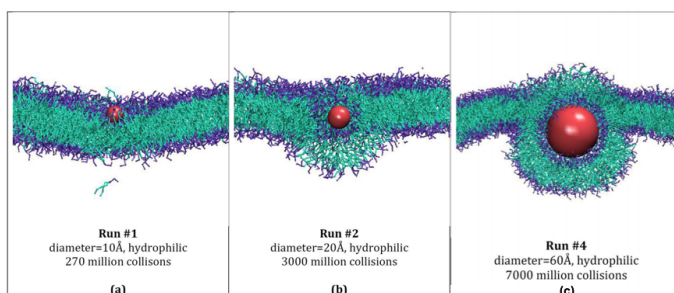 Run #1
diameter=10Å, hydrophilic
270 million collisons
(a)
Run #2
diameter=20Å, hydrophilic
3000 million collisions
(b)
Run #4
diameter=60Å, hydrophilic
7000 million collisions
(c)